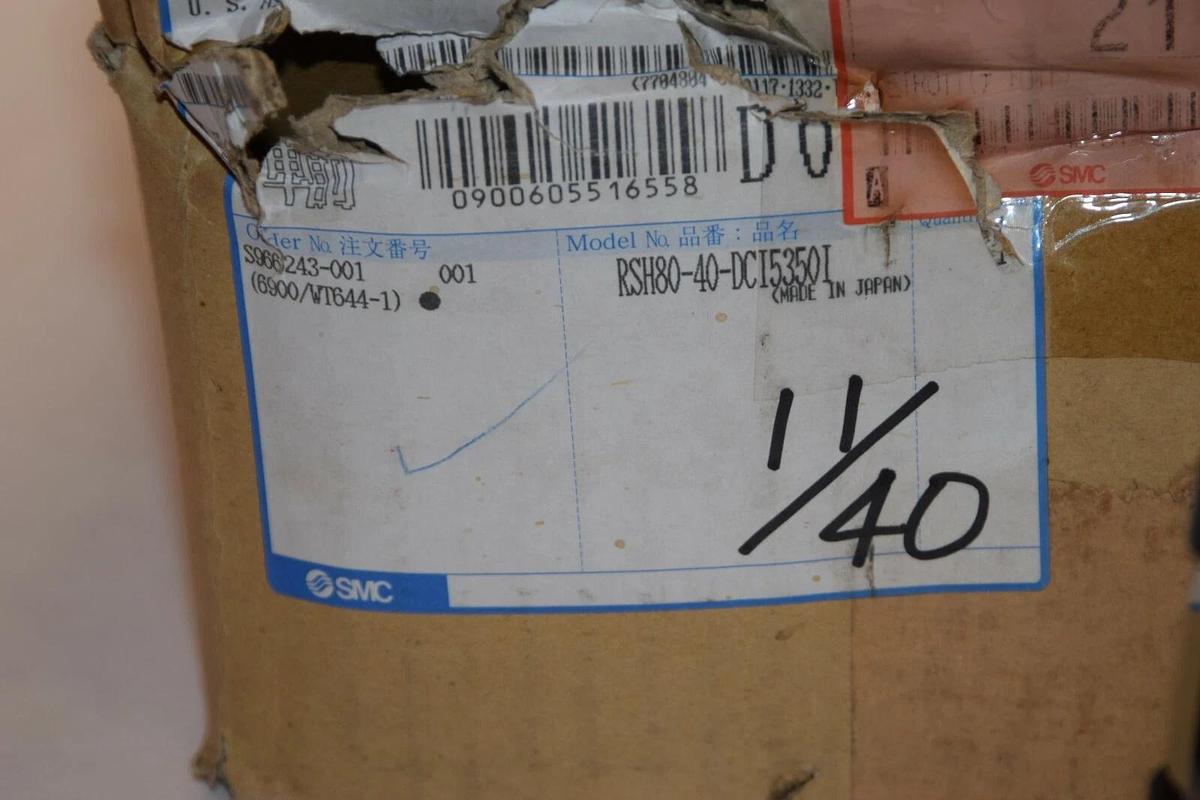 U. S. A.
21
(7704804
0117·1332·
0900605516558
D 0
A
SMC
Order No. 注文番号
Model No. 品番 : 品名
S966243-001 001
RSH80-40-DCI5350I
(6900/WT644-1) ●
(MADE IN JAPAN)
1
11/40
SMC